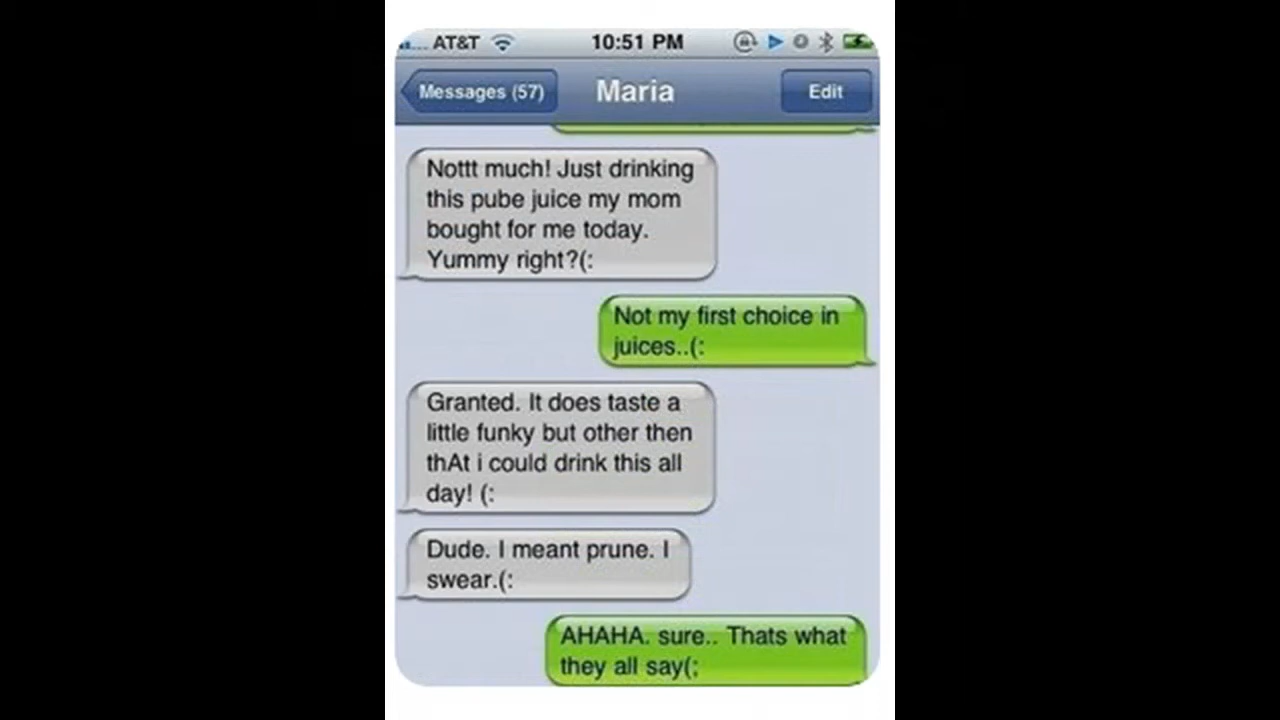 AT&T 10:51 PM
Messages (57) Maria Edit
Nottt much! Just drinking
this pube juice my mom
bought for me today.
Yummy right?(:
Not my first choice in
juices..(:
Granted. It does taste a
little funky but other then
thAt i could drink this all
day! (:
Dude. I meant prune. I
swear.(:
AHAHA. sure.. Thats what
they all say(;